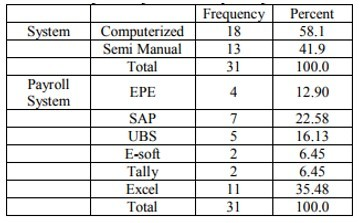 Frequency Percent
System Computerized 18 58.1
Semi Manual 13 41.9
Total 31 100.0
Payroll System EPE 4 12.90
SAP 7 22.58
UBS 5 16.13
E-soft 2 6.45
Tally 2 6.45
Excel 11 35.48
Total 31 100.0